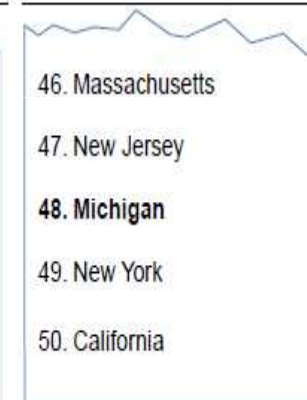 46. Massachusetts
47. New Jersey
48. Michigan
49. New York
50. California